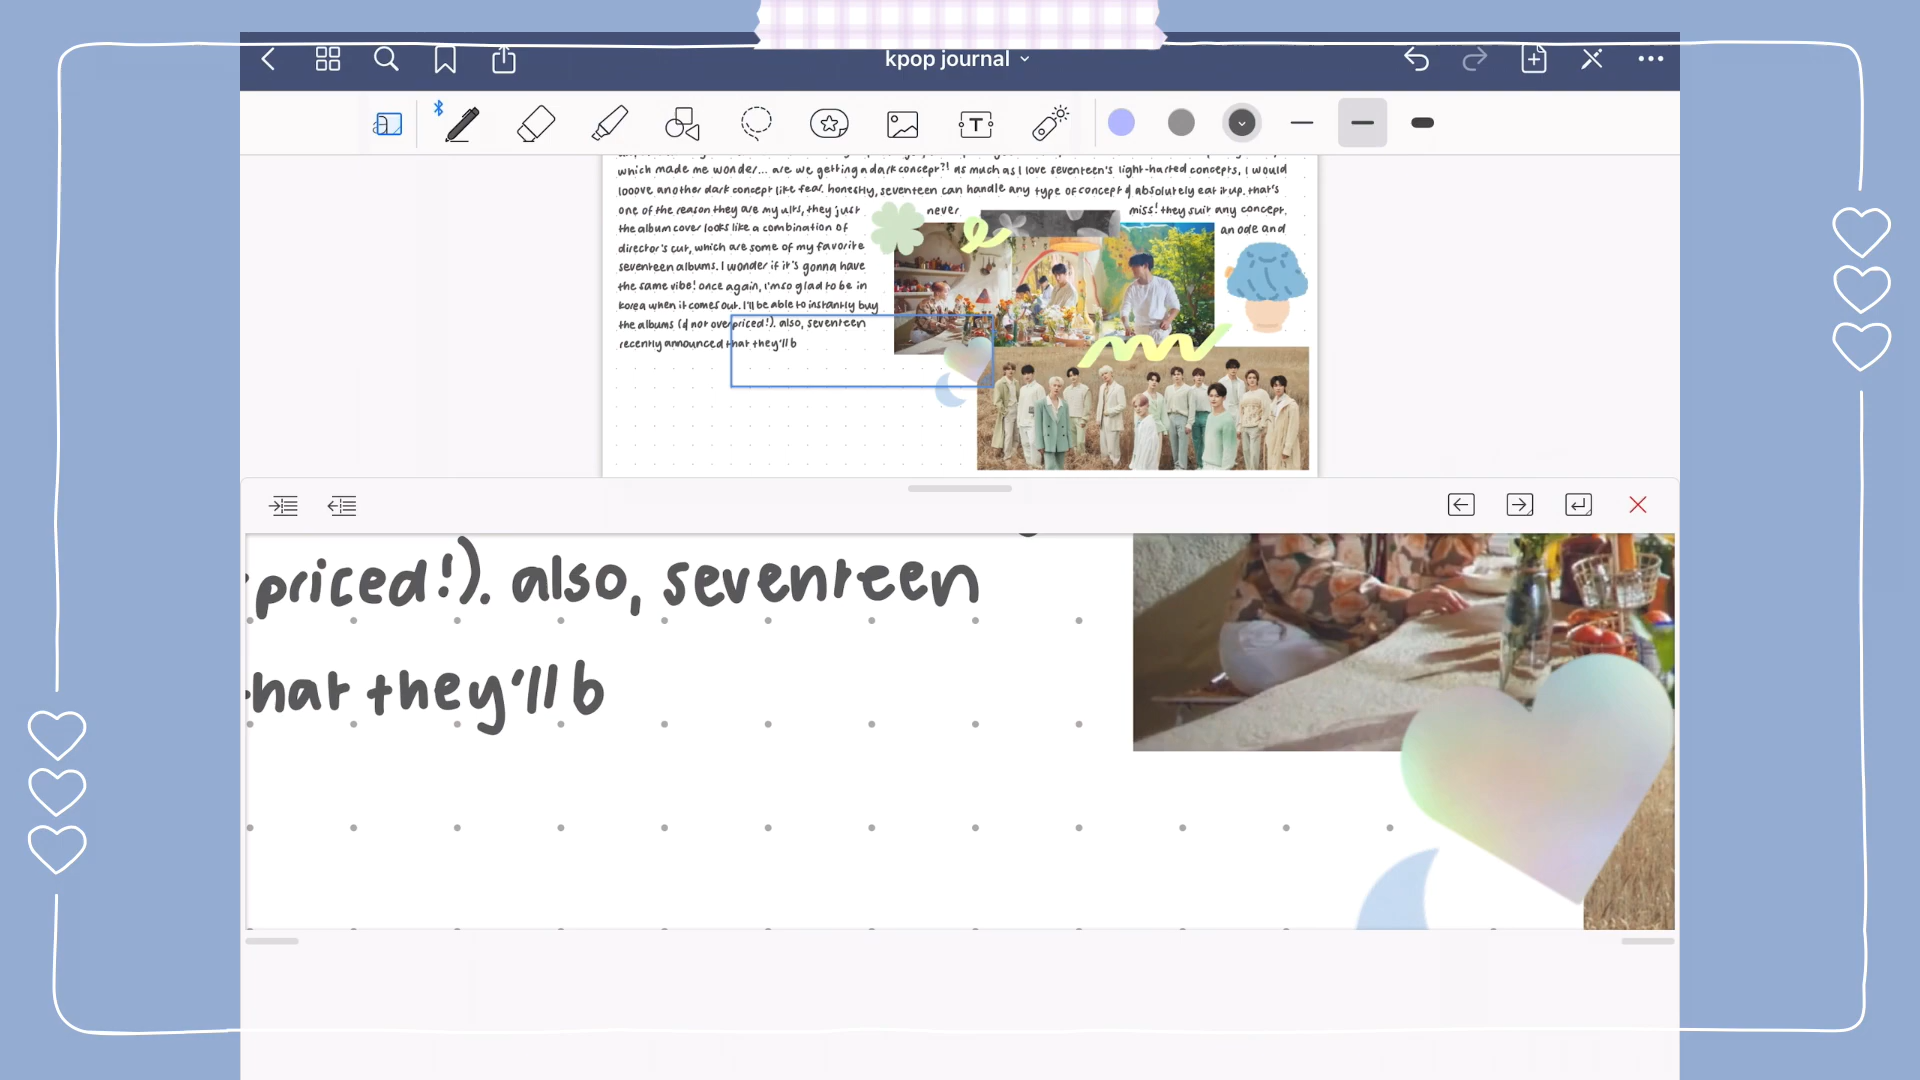 kpop journal
which made me wonder... are we getting a dark concept?! as much as I love seventeen's light-harted concepts, I would
looove another dark concept like fear. honestly, seventeen can handle any type of concept & absolutely eat it up. that's
one of the reason they are my ults, they just never miss! they suit any concept.
the album cover looks like a combination of an ode and
director's cut, which are some of my favorite
seventeen albums. I wonder if it's gonna have
the same vibe! once again, I'm so glad to be in
korea when it comes out. I'll be able to instantly buy
the albums (& not overpriced!). also, seventeen
recently announced that they'll b
priced!). also, seventeen
hat they'll b